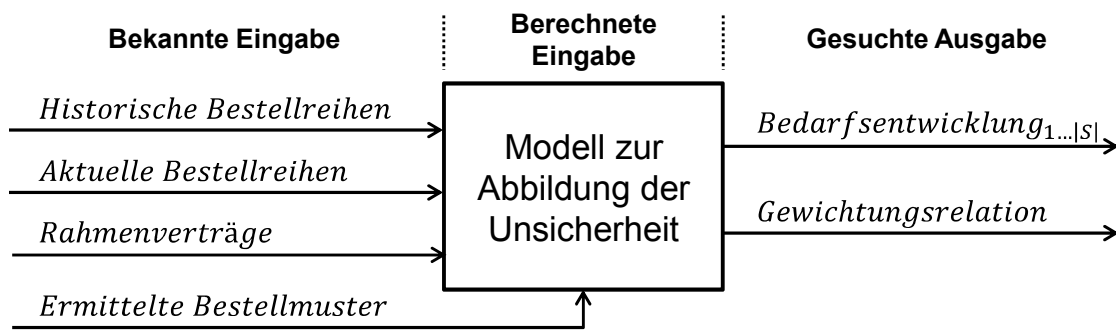 Bekannte Eingabe
Berechnete
Eingabe
Gesuchte Ausgabe
Historische Bestellreihen
Aktuelle Bestellreihen
Rahmenverträge
Ermittelte Bestellmuster
Modell zur
Abbildung der
Unsicherheit
Bedarfsentwicklung₁…|S|
Gewichtungsrelation